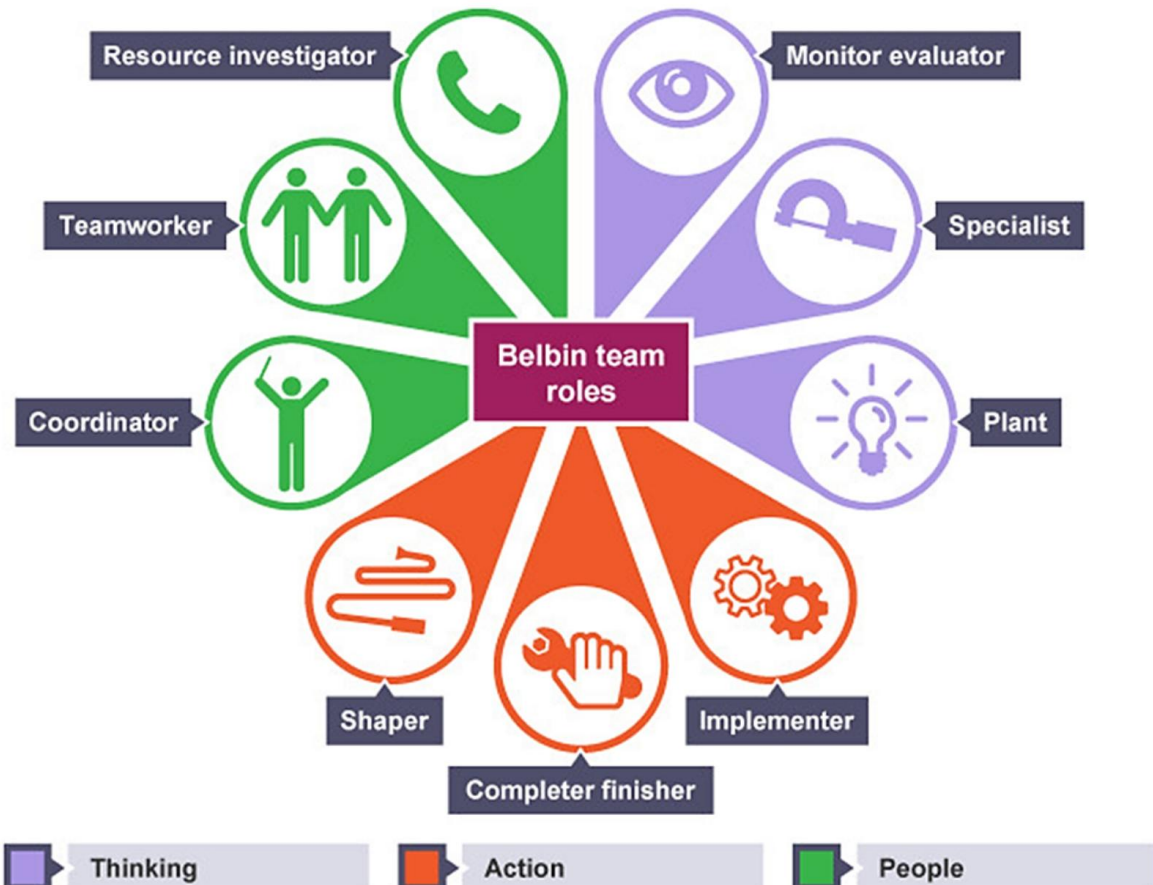 Resource investigator
Monitor evaluator
Teamworker
Specialist
Belbin team
roles
Coordinator
Plant
Shaper
Implementer
Completer finisher
Thinking
Action
People